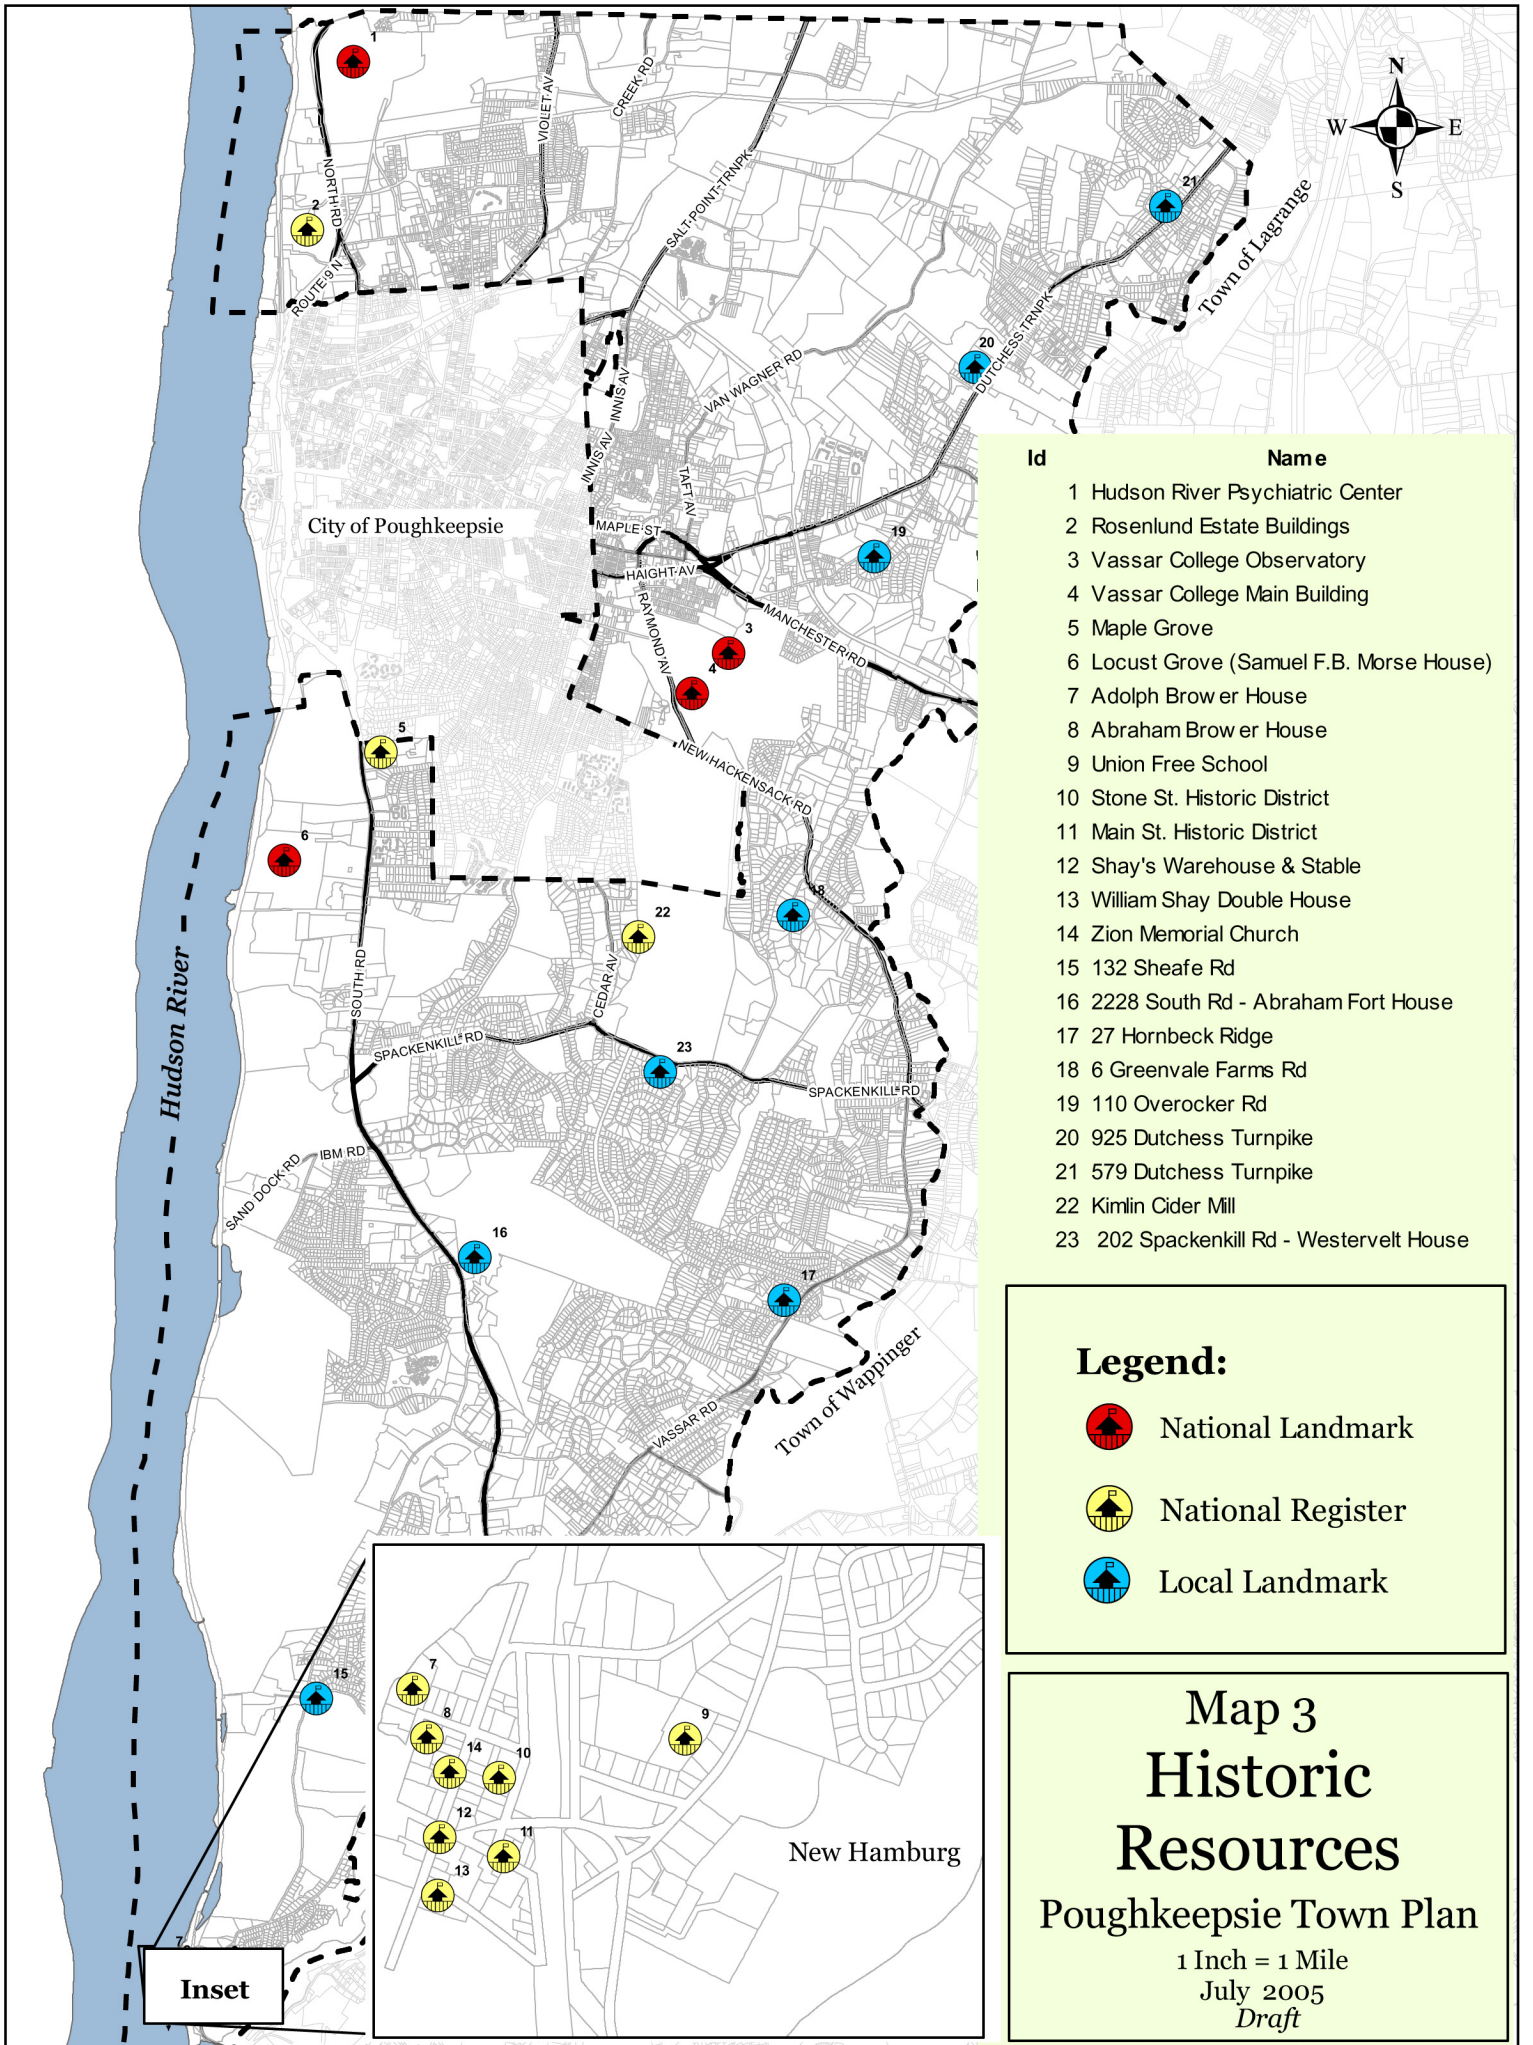 1
N
W E
S
VIOLET AV
CREEK RD
NORTH RD
SALT POINT TRNPK
21
2
Town of Lagrange
ROUTE 9 N
DUTCHESS TRNPK
20
VAN WAGNER RD
INNIS AV
INNIS AV
TAFT AV
City of Poughkeepsie
MAPLE ST
19
HAIGHT AV
RAYMOND AV
MANCHESTER RD
3
4
5
NEW HACKENSACK RD
6
18
22
Hudson River
SOUTH RD
CEDAR AV
SPACKENKILL RD
23
SPACKENKILL RD
IBM RD
SAND DOCK RD
16
17
Town of Wappinger
VASSAR RD
15
7
Inset
7
8
9
14
10
12
11
13
New Hamburg
Id Name
1 Hudson River Psychiatric Center
2 Rosenlund Estate Buildings
3 Vassar College Observatory
4 Vassar College Main Building
5 Maple Grove
6 Locust Grove (Samuel F.B. Morse House)
7 Adolph Brower House
8 Abraham Brower House
9 Union Free School
10 Stone St. Historic District
11 Main St. Historic District
12 Shay's Warehouse & Stable
13 William Shay Double House
14 Zion Memorial Church
15 132 Sheafe Rd
16 2228 South Rd - Abraham Fort House
17 27 Hornbeck Ridge
18 6 Greenvale Farms Rd
19 110 Overocker Rd
20 925 Dutchess Turnpike
21 579 Dutchess Turnpike
22 Kimlin Cider Mill
23 202 Spackenkill Rd - Westervelt House
Legend:
National Landmark
National Register
Local Landmark
Map 3
Historic
Resources
Poughkeepsie Town Plan
1 Inch = 1 Mile
July 2005
Draft